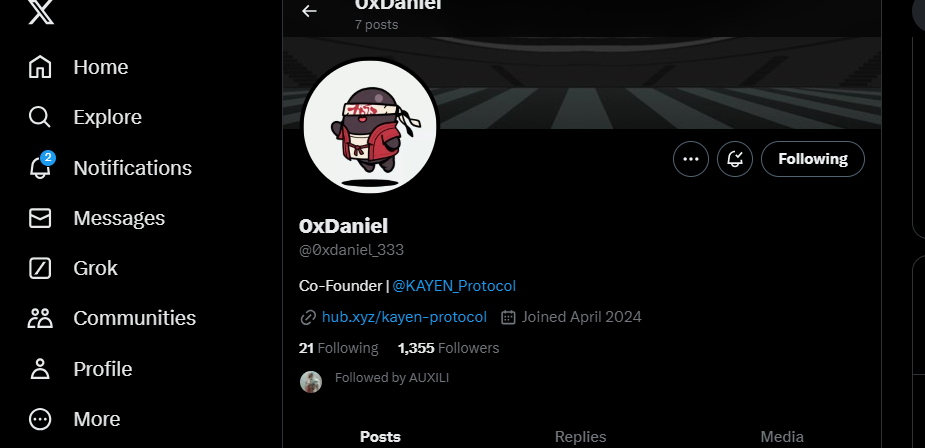 0xDaniel
7 posts
Home
Explore
2
Notifications
Messages
Grok
Communities
Profile
More
Following
0xDaniel
@0xdaniel_333
Co-Founder | @KAYEN_Protocol
hub.xyz/kayen-protocol Joined April 2024
21 Following 1,355 Followers
Followed by AUXILI
Posts Replies Media